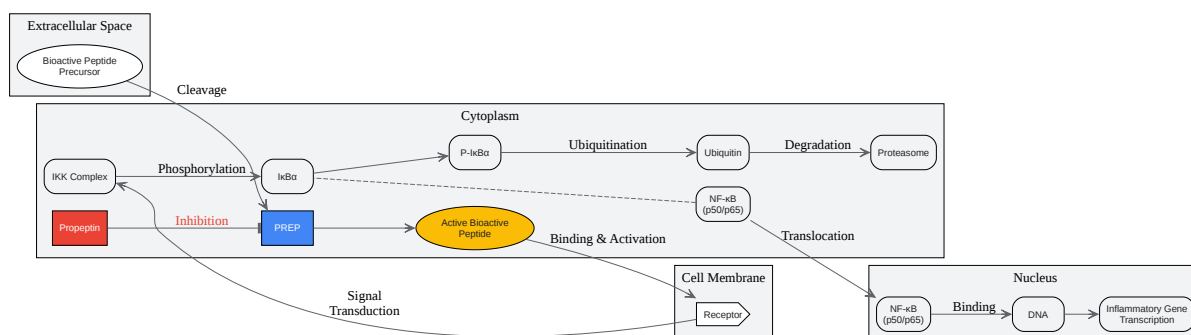 Extracellular Space
Bioactive Peptide
Precursor
Cleavage
Cytoplasm
IKK Complex
Phosphorylation
IκBα
P-IκBα
Ubiquitination
Ubiquitin
Degradation
Proteasome
NF-κB
(p50/p65)
Propeptin
Inhibition
PREP
Active Bioactive
Peptide
Binding & Activation
Translocation
Signal
Transduction
Cell Membrane
Receptor
Nucleus
NF-κB
(p50/p65)
Binding
DNA
Inflammatory Gene
Transcription